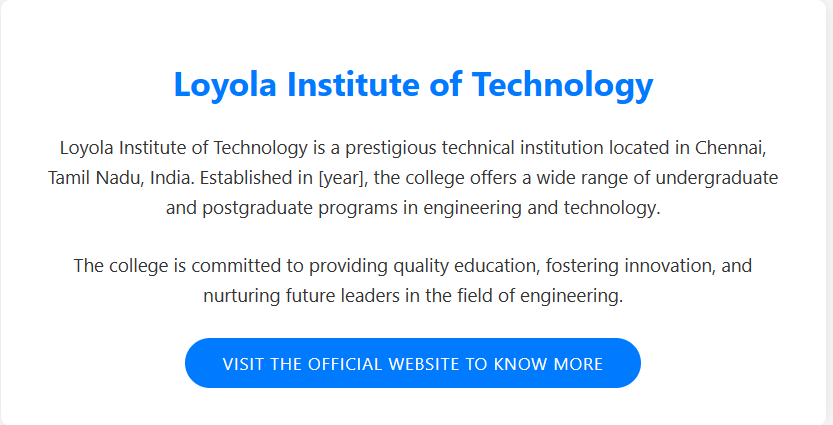 Loyola Institute of Technology
Loyola Institute of Technology is a prestigious technical institution located in Chennai,
Tamil Nadu, India. Established in [year], the college offers a wide range of undergraduate
and postgraduate programs in engineering and technology.
The college is committed to providing quality education, fostering innovation, and
nurturing future leaders in the field of engineering.
VISIT THE OFFICIAL WEBSITE TO KNOW MORE